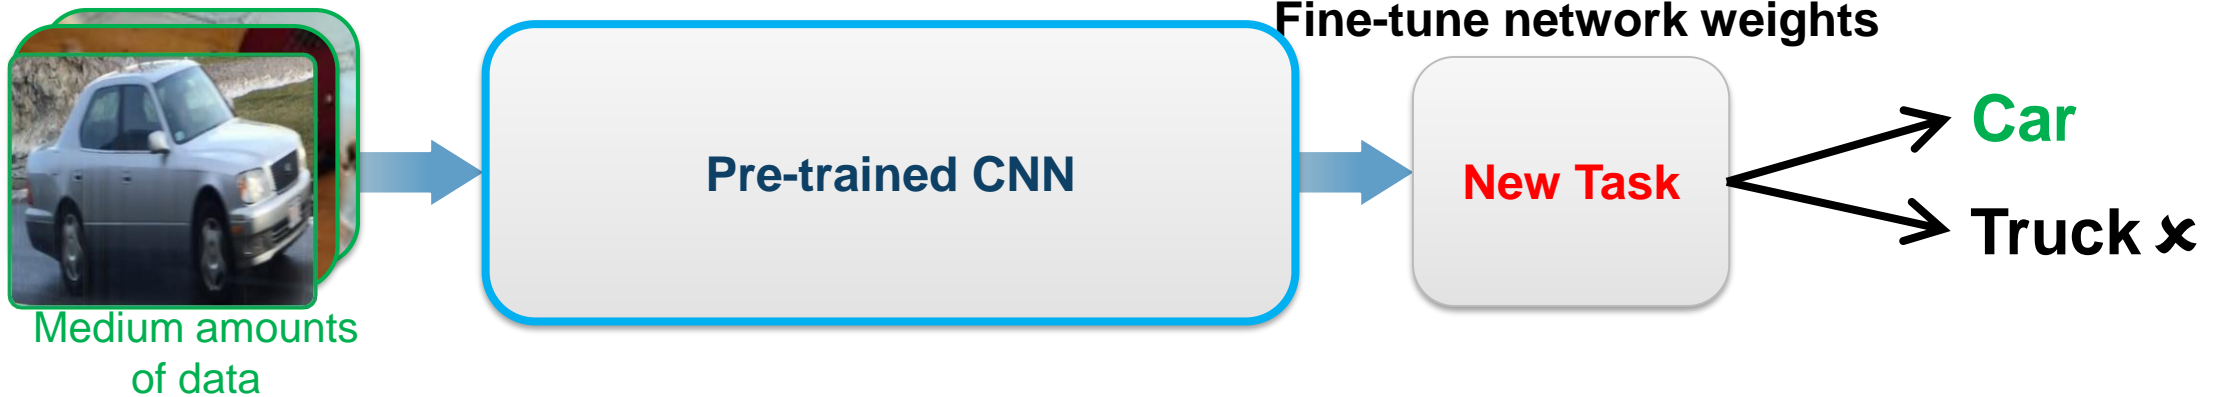 Fine-tune network weights
Pre-trained CNN
New Task
Car
Truck ✘
Medium amounts
of data